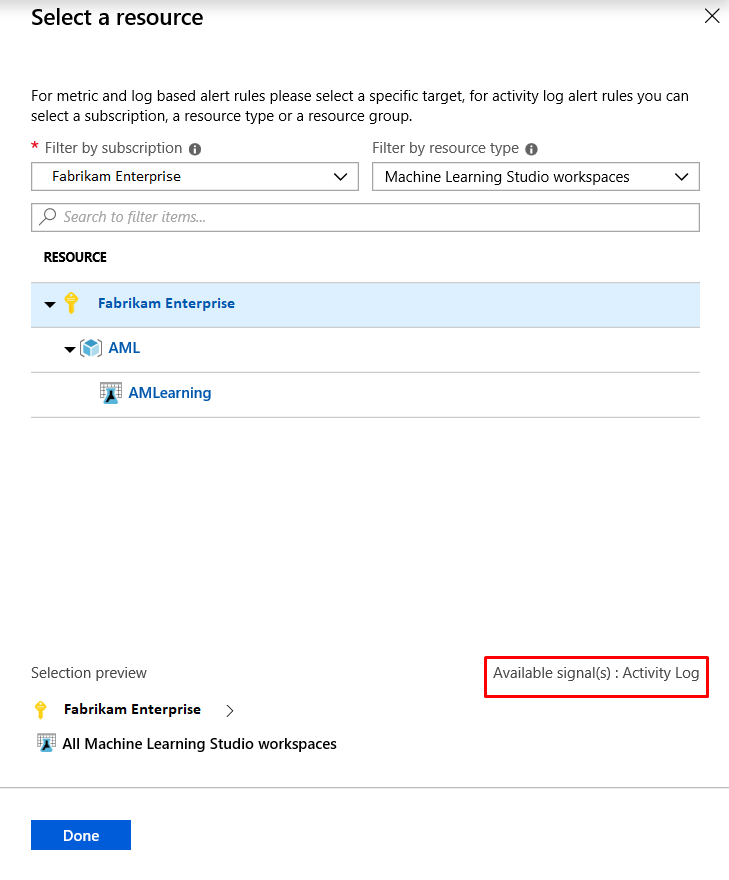 Select a resource
For metric and log based alert rules please select a specific target, for activity log alert rules you can
select a subscription, a resource type or a resource group.
* Filter by subscription
Filter by resource type
Fabrikam Enterprise
Machine Learning Studio workspaces
Search to filter items...
RESOURCE
Fabrikam Enterprise
AML
AMLearning
Selection preview
Available signal(s) : Activity Log
Fabrikam Enterprise
All Machine Learning Studio workspaces
Done